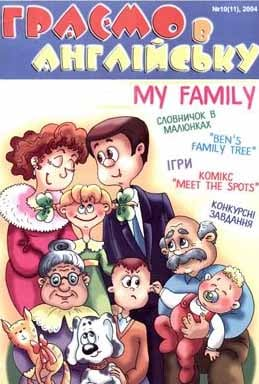 №10(11), 2004
ГРАЄМО В
АНГЛІЙСЬКУ
MY FAMILY
СЛОВНИЧОК В
МАЛЮНКАХ
"BEN'S
FAMILY TREE"
ІГРИ
КОМІКС
"MEET THE SPOTS"
КОНКУРСНІ
ЗАВДАННЯ